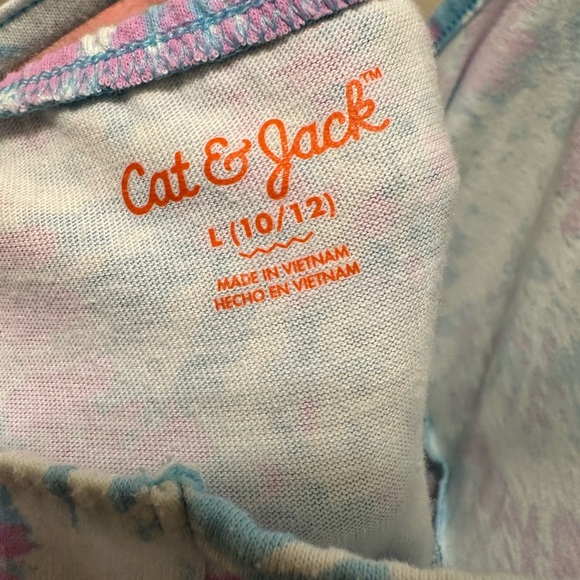 Cat & Jack™
L (10/12)
MADE IN VIETNAM
HECHO EN VIETNAM